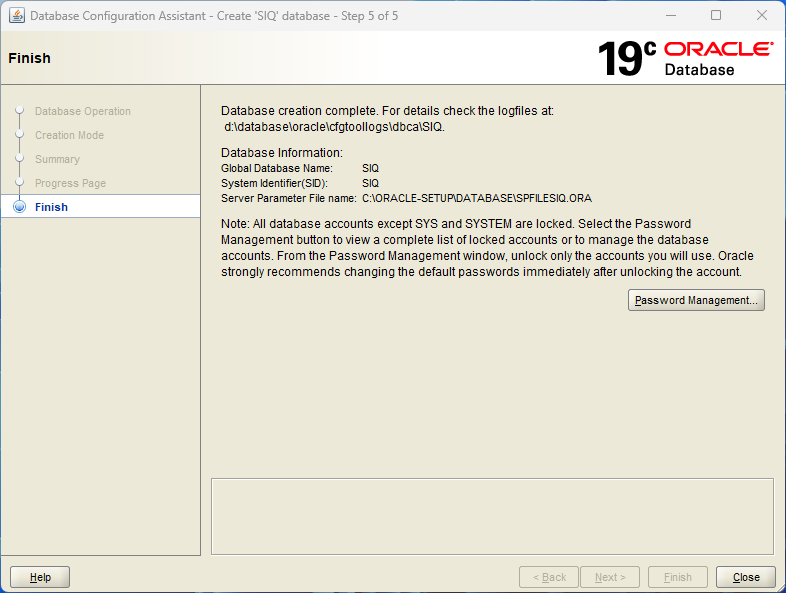 Database Configuration Assistant - Create 'SIQ' database - Step 5 of 5
Finish
19c ORACLE
Database
Database Operation
Creation Mode
Summary
Progress Page
Finish
Database creation complete. For details check the logfiles at:
d:\database\oracle\cfgtoollogs\dbca\SIQ.
Database Information:
Global Database Name: SIQ
System Identifier(SID): SIQ
Server Parameter File name: C:\ORACLE-SETUP\DATABASE\SPFILESIQ.ORA
Note: All database accounts except SYS and SYSTEM are locked. Select the Password
Management button to view a complete list of locked accounts or to manage the database
accounts. From the Password Management window, unlock only the accounts you will use. Oracle
strongly recommends changing the default passwords immediately after unlocking the account.
Password Management...
Help
< Back
Next >
Finish
Close